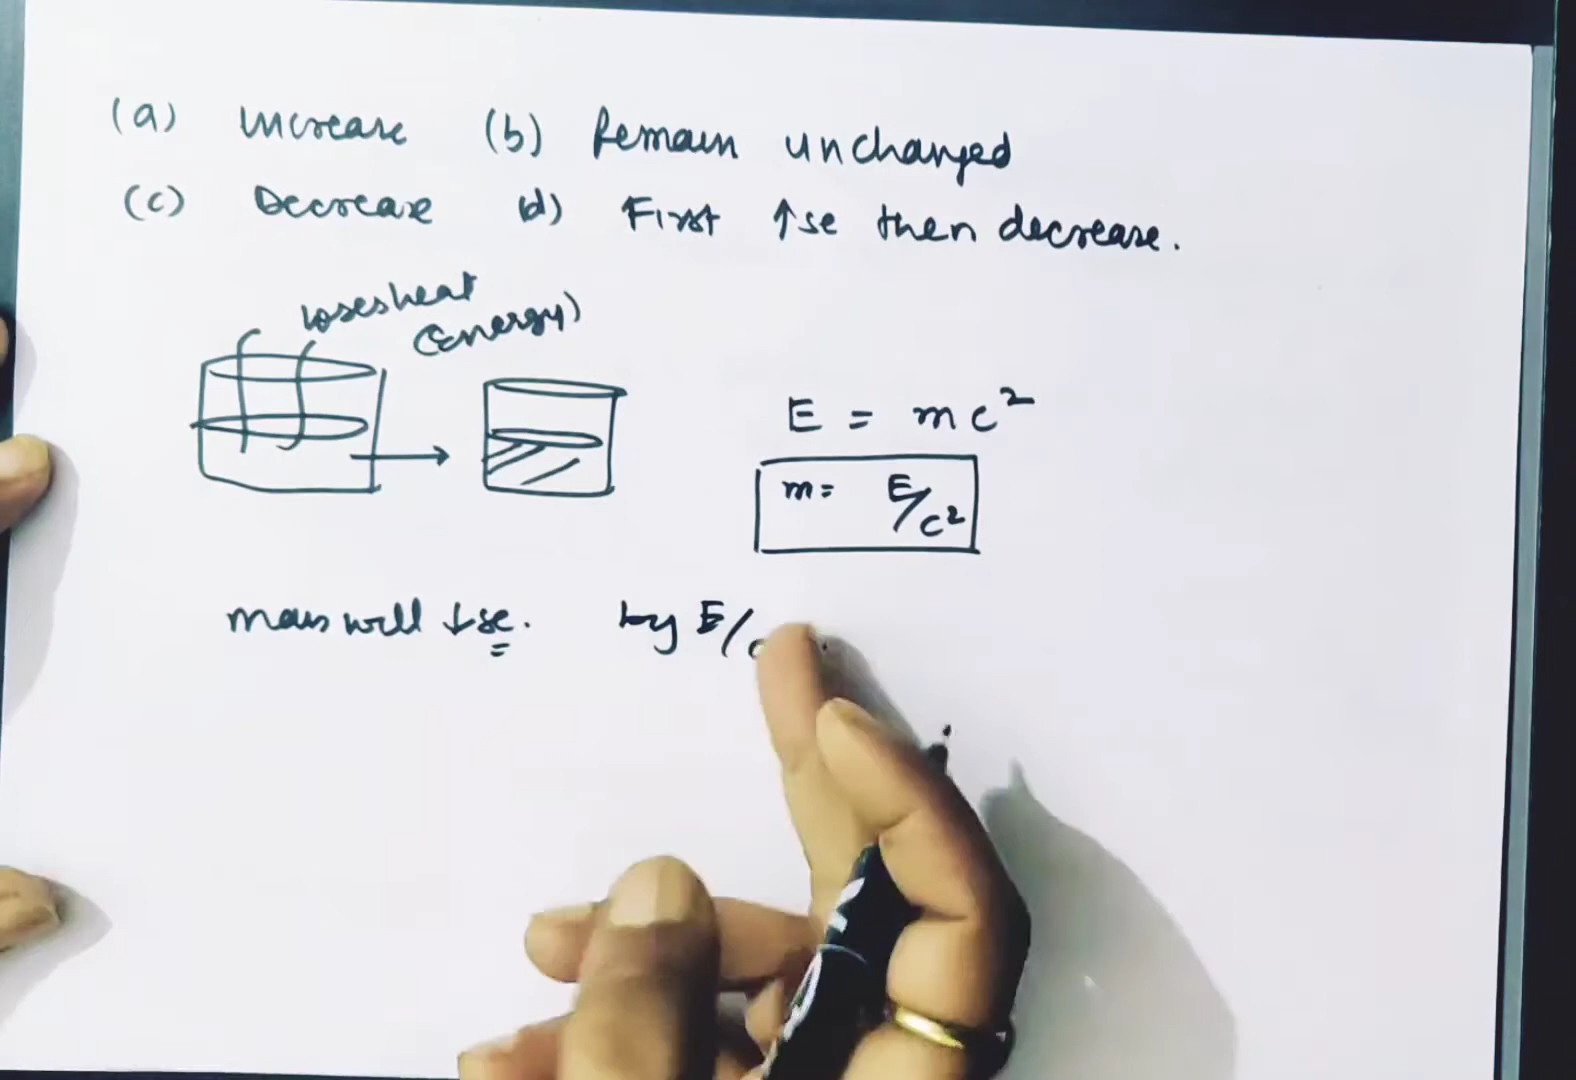 (a) Increase (b) Remain unchanged
(c) Decrease d) First ↑se then decrease.
loses heat
(Energy)
E = mc²
m = E/c²
mass will ↓se. by E/